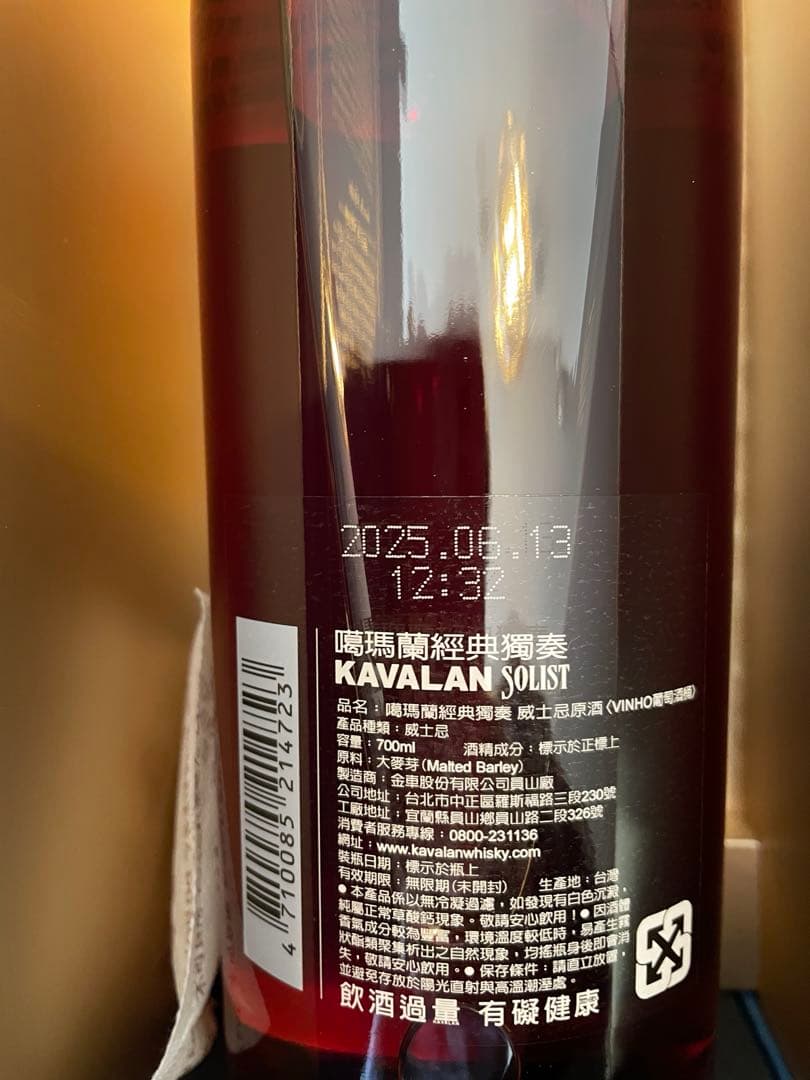 2025.06.13
12:32
噶瑪蘭經典獨奏
KAVALAN SOLIST
品名：噶瑪蘭經典獨奏 威士忌原酒〈VINHO葡萄酒桶〉
產品種類：威士忌
容量：700ml 酒精成分：標示於正標上
原料：大麥芽(Malted Barley)
製造商：金車股份有限公司員山廠
公司地址：台北市中正區羅斯福路三段230號
工廠地址：宜蘭縣員山鄉員山路二段326號
消費者服務專線：0800-231136
網址：www.kavalanwhisky.com
裝瓶日期：標示於瓶上
有效期限：無限期(未開封) 生產地：台灣
●本產品係以無冷凝過濾，如發現有白色沉澱，
純屬正常草酸鈣現象。敬請安心飲用！●因酒體
香氣成分較為豐富，環境溫度較低時，易產生霧
狀酯類聚集析出之自然現象，均搖瓶身後即會消
失，敬請安心飲用。●保存條件：請直立放置，
並避免存放於陽光直射與高溫潮溼處。
飲酒過量 有礙健康
4 710085 214723